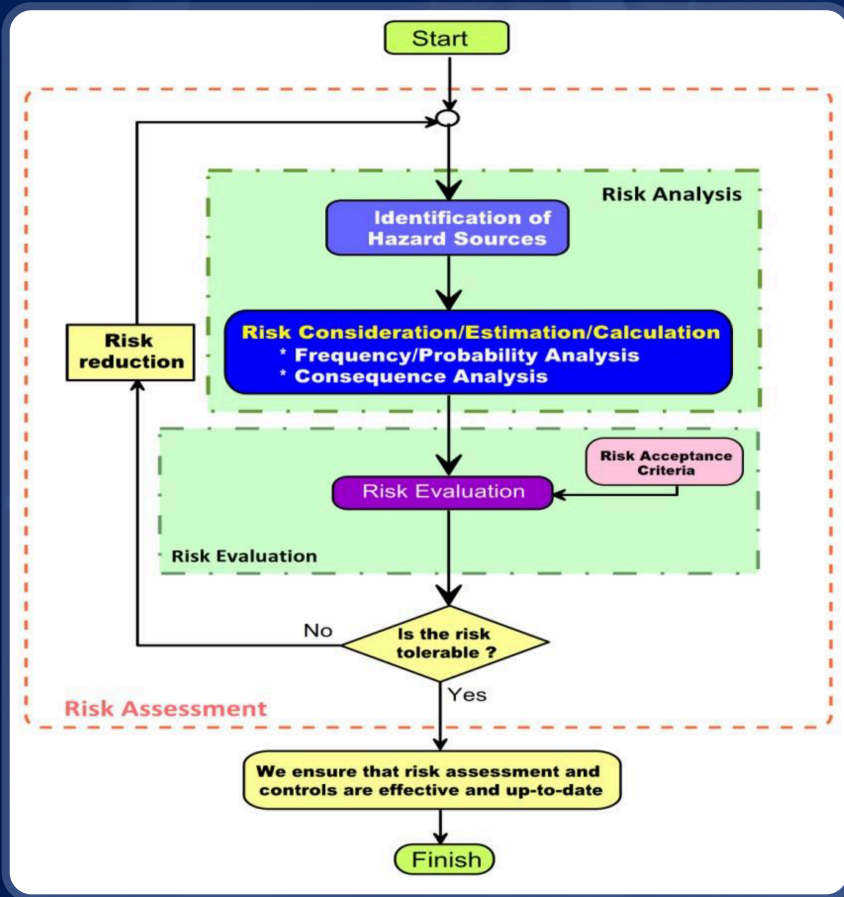 Start
Risk Analysis
Identification of
Hazard Sources
Risk Consideration/Estimation/Calculation
* Frequency/Probability Analysis
* Consequence Analysis
Risk
reduction
Risk Acceptance
Criteria
Risk Evaluation
Risk Evaluation
No
Is the risk
tolerable ?
Yes
Risk Assessment
We ensure that risk assessment and
controls are effective and up-to-date
Finish